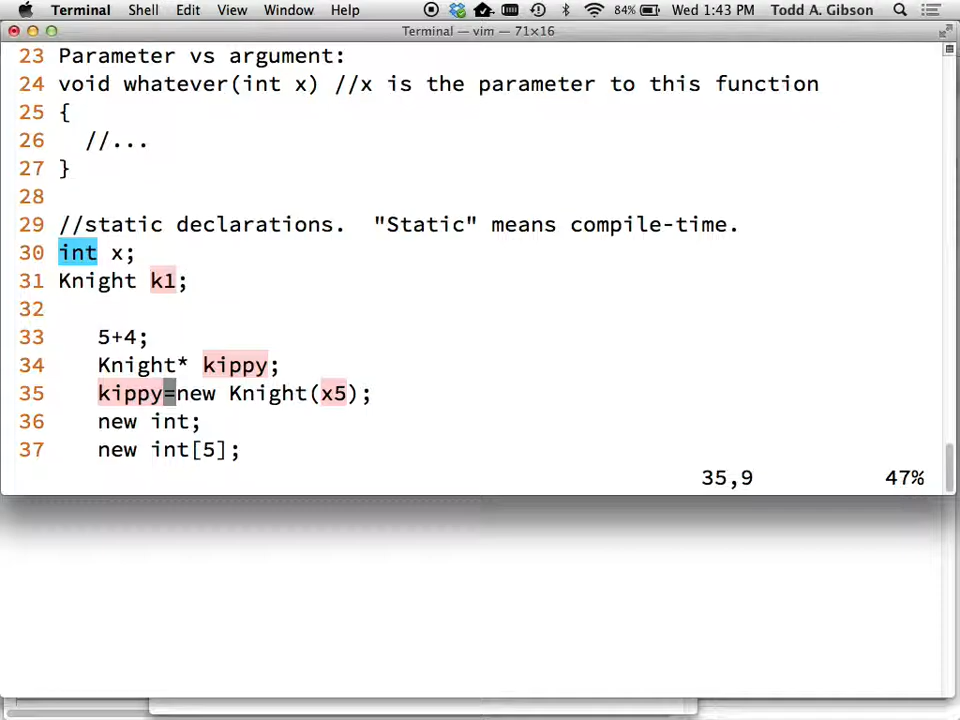 Terminal Shell Edit View Window Help 84% Wed 1:43 PM Todd A. Gibson
Terminal — vim — 71×16
23 Parameter vs argument:
24 void whatever(int x) //x is the parameter to this function
25 {
26   //...
27 }
28
29 //static declarations.  "Static" means compile-time.
30 int x;
31 Knight k1;
32
33    5+4;
34    Knight* kippy;
35    kippy=new Knight(x5);
36    new int;
37    new int[5];
35,9 47%